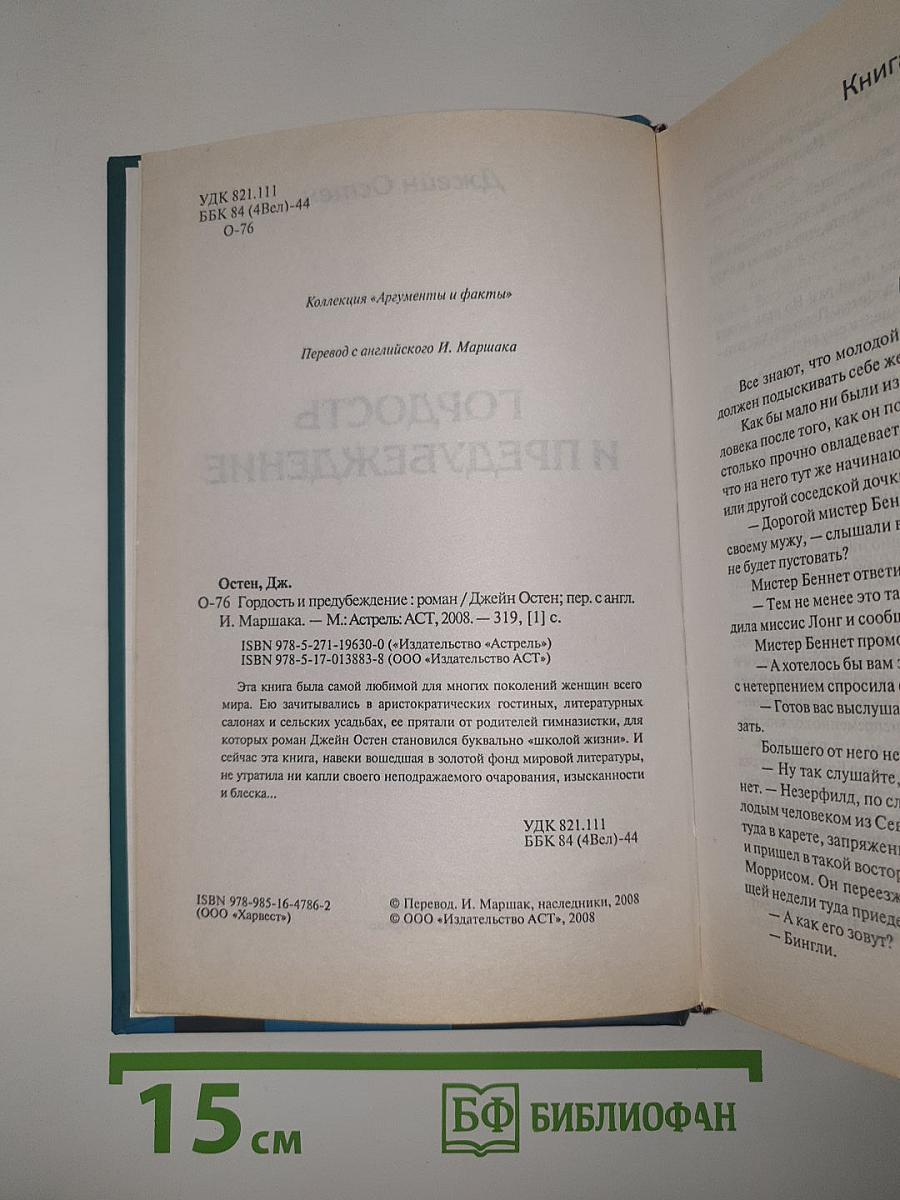 УДК 821.111
ББК 84 (4Вел)-44
О-76
Коллекция «Аргументы и факты»
Перевод с английского И. Маршака
ГОРДОСТЬ
И ПРЕДУБЕЖДЕНИЕ
Остен, Дж.
О-76 Гордость и предубеждение : роман / Джейн Остен; пер. с англ.
И. Маршака. — М.: Астрель: АСТ, 2008. — 319, [1] с.
ISBN 978-5-271-19630-0 («Издательство «Астрель»)
ISBN 978-5-17-013883-8 (ООО «Издательство АСТ»)
Эта книга была самой любимой для многих поколений женщин всего
мира. Ею зачитывались в аристократических гостиных, литературных
салонах и сельских усадьбах, ее прятали от родителей гимназистки, для
которых роман Джейн Остен становился буквально «школой жизни». И
сейчас эта книга, навеки вошедшая в золотой фонд мировой литературы,
не утратила ни капли своего неподражаемого очарования, изысканности
и блеска...
УДК 821.111
ББК 84 (4Вел)-44
ISBN 978-985-16-4786-2
(ООО «Харвест»)
© Перевод. И. Маршак, наследники, 2008
© ООО «Издательство АСТ», 2008
Все знают, что молодой
должен подыскивать себе же
Как бы мало ни были из
ловека после того, как он по
столько прочно овладевает
что на него тут же начинаю
или другой соседской дочк
— Дорогой мистер Бен
своему мужу, — слышали в
не будет пустовать?
Мистер Беннет ответи
— Тем не менее это та
дила миссис Лонг и сообщ
Мистер Беннет промо
— А хотелось бы вам з
с нетерпением спросила
— Готов вас выслуша
зать.
Большего от него не
— Ну так слушайте,
нет. — Незерфилд, по сл
лодым человеком из Сев
туда в карете, запряжен
и пришел в такой востор
Моррисом. Он переезж
щей недели туда приеде
— А как его зовут?
— Бингли.
15 см
БФ БИБЛИОФАН